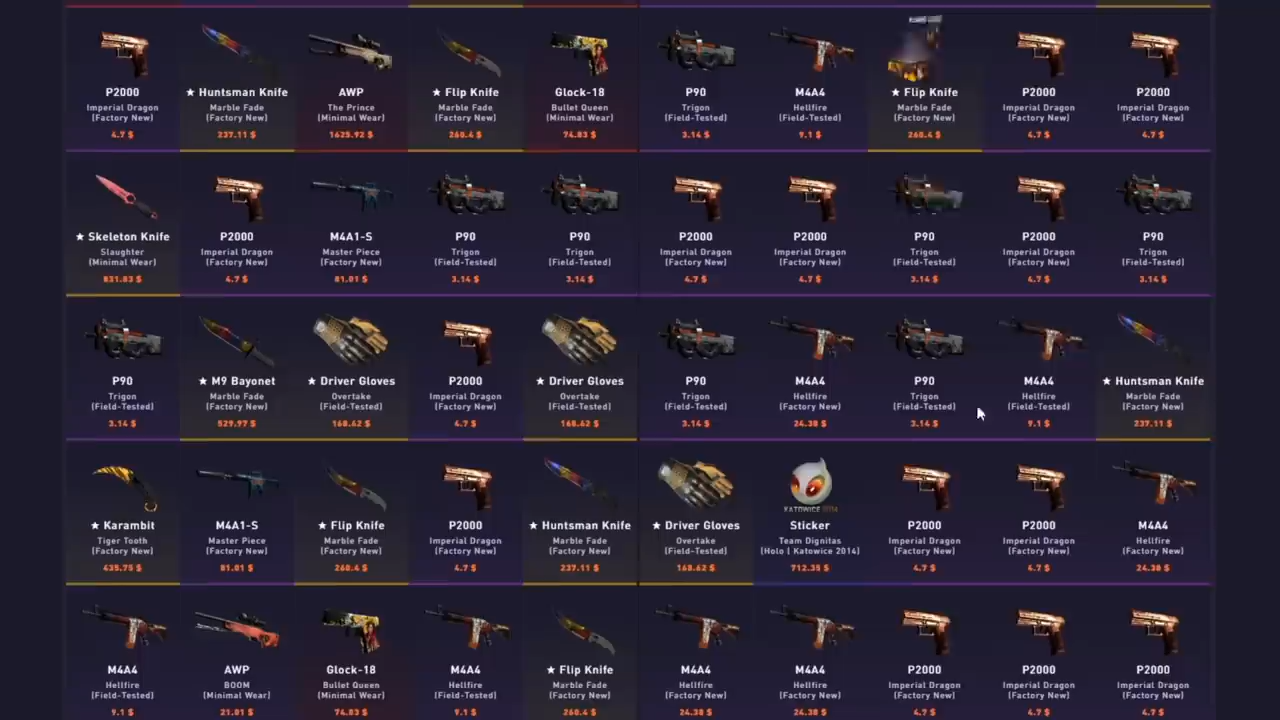 P2000
Imperial Dragon
(Factory New)
4.7 $
★ Huntsman Knife
Marble Fade
(Factory New)
237.11 $
AWP
The Prince
(Minimal Wear)
1625.92 $
★ Flip Knife
Marble Fade
(Factory New)
260.4 $
Glock-18
Bullet Queen
(Minimal Wear)
74.83 $
P90
Trigon
(Field-Tested)
3.14 $
M4A4
Hellfire
(Field-Tested)
9.1 $
★ Flip Knife
Marble Fade
(Factory New)
260.4 $
P2000
Imperial Dragon
(Factory New)
4.7 $
P2000
Imperial Dragon
(Factory New)
4.7 $
★ Skeleton Knife
Slaughter
(Minimal Wear)
831.83 $
P2000
Imperial Dragon
(Factory New)
4.7 $
M4A1-S
Master Piece
(Factory New)
81.01 $
P90
Trigon
(Field-Tested)
3.14 $
P90
Trigon
(Field-Tested)
3.14 $
P2000
Imperial Dragon
(Factory New)
4.7 $
P2000
Imperial Dragon
(Factory New)
4.7 $
P90
Trigon
(Field-Tested)
3.14 $
P2000
Imperial Dragon
(Factory New)
4.7 $
P90
Trigon
(Field-Tested)
3.14 $
P90
Trigon
(Field-Tested)
3.14 $
★ M9 Bayonet
Marble Fade
(Factory New)
529.97 $
★ Driver Gloves
Overtake
(Field-Tested)
168.62 $
P2000
Imperial Dragon
(Factory New)
4.7 $
★ Driver Gloves
Overtake
(Field-Tested)
168.62 $
P90
Trigon
(Field-Tested)
3.14 $
M4A4
Hellfire
(Factory New)
24.38 $
P90
Trigon
(Field-Tested)
3.14 $
M4A4
Hellfire
(Field-Tested)
9.1 $
★ Huntsman Knife
Marble Fade
(Factory New)
237.11 $
★ Karambit
Tiger Tooth
(Factory New)
435.75 $
M4A1-S
Master Piece
(Factory New)
81.01 $
★ Flip Knife
Marble Fade
(Factory New)
260.4 $
P2000
Imperial Dragon
(Factory New)
4.7 $
★ Huntsman Knife
Marble Fade
(Factory New)
237.11 $
★ Driver Gloves
Overtake
(Field-Tested)
168.62 $
KATOWICE 2014
Sticker
Team Dignitas
(Holo | Katowice 2014)
712.35 $
P2000
Imperial Dragon
(Factory New)
4.7 $
P2000
Imperial Dragon
(Factory New)
4.7 $
M4A4
Hellfire
(Factory New)
24.38 $
M4A4
Hellfire
(Field-Tested)
9.1 $
AWP
BOOM
(Minimal Wear)
21.01 $
Glock-18
Bullet Queen
(Minimal Wear)
74.83 $
M4A4
Hellfire
(Field-Tested)
9.1 $
★ Flip Knife
Marble Fade
(Factory New)
260.4 $
M4A4
Hellfire
(Factory New)
24.38 $
M4A4
Hellfire
(Factory New)
24.38 $
P2000
Imperial Dragon
(Factory New)
4.7 $
P2000
Imperial Dragon
(Factory New)
4.7 $
P2000
Imperial Dragon
(Factory New)
4.7 $